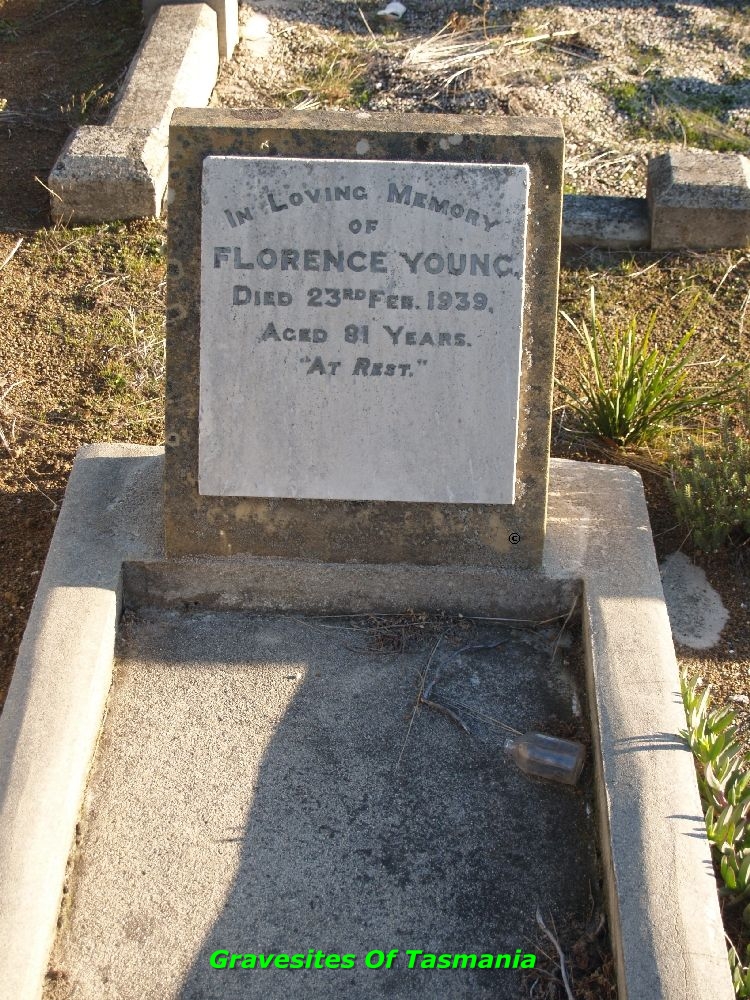 In Loving Memory
OF
FLORENCE YOUNG.
Died 23RD Feb. 1939,
Aged 81 Years.
"At Rest."
©
Gravesites Of Tasmania